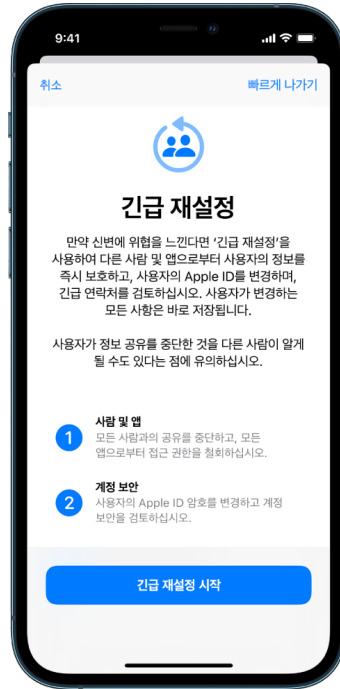 9:41
취소
빠르게 나가기
긴급 재설정
만약 신변에 위협을 느낀다면 ‘긴급 재설정’을
사용하여 다른 사람 및 앱으로부터 사용자의 정보를
즉시 보호하고, 사용자의 Apple ID를 변경하며,
긴급 연락처를 검토하십시오. 사용자가 변경하는
모든 사항은 바로 저장됩니다.
사용자가 정보 공유를 중단한 것을 다른 사람이 알게
될 수도 있다는 점에 유의하십시오.
1
사람 및 앱
모든 사람과의 공유를 중단하고, 모든
앱으로부터 접근 권한을 철회하십시오.
2
계정 보안
사용자의 Apple ID 암호를 변경하고 계정
보안을 검토하십시오.
긴급 재설정 시작